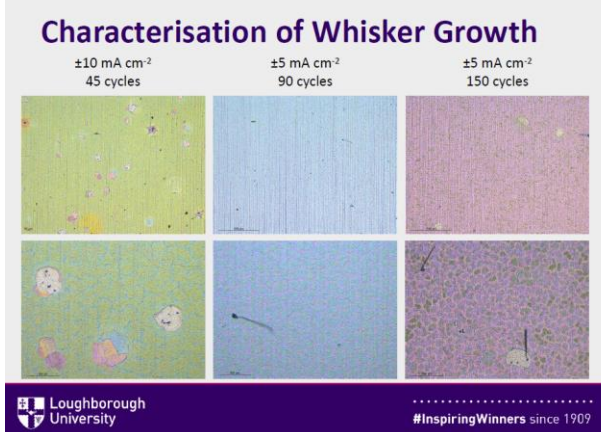 Characterisation of Whisker Growth
±10 mA cm⁻²
45 cycles
±5 mA cm⁻²
90 cycles
±5 mA cm⁻²
150 cycles
Loughborough
University
#InspiringWinners since 1909